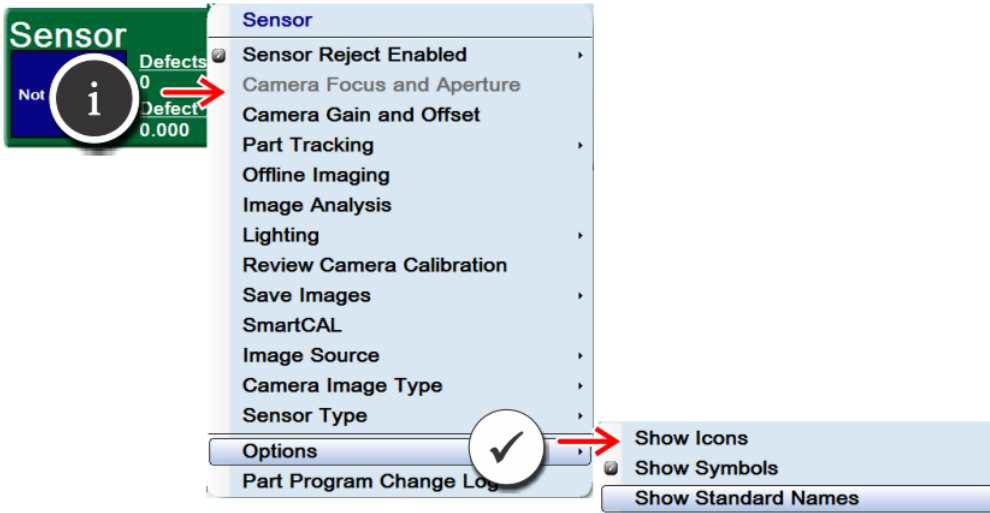 Sensor
Not
i
Defects
0
Defect
0.000
Sensor
Sensor Reject Enabled
Camera Focus and Aperture
Camera Gain and Offset
Part Tracking
Offline Imaging
Image Analysis
Lighting
Review Camera Calibration
Save Images
SmartCAL
Image Source
Camera Image Type
Sensor Type
Options
Part Program Change Log
Show Icons
Show Symbols
Show Standard Names